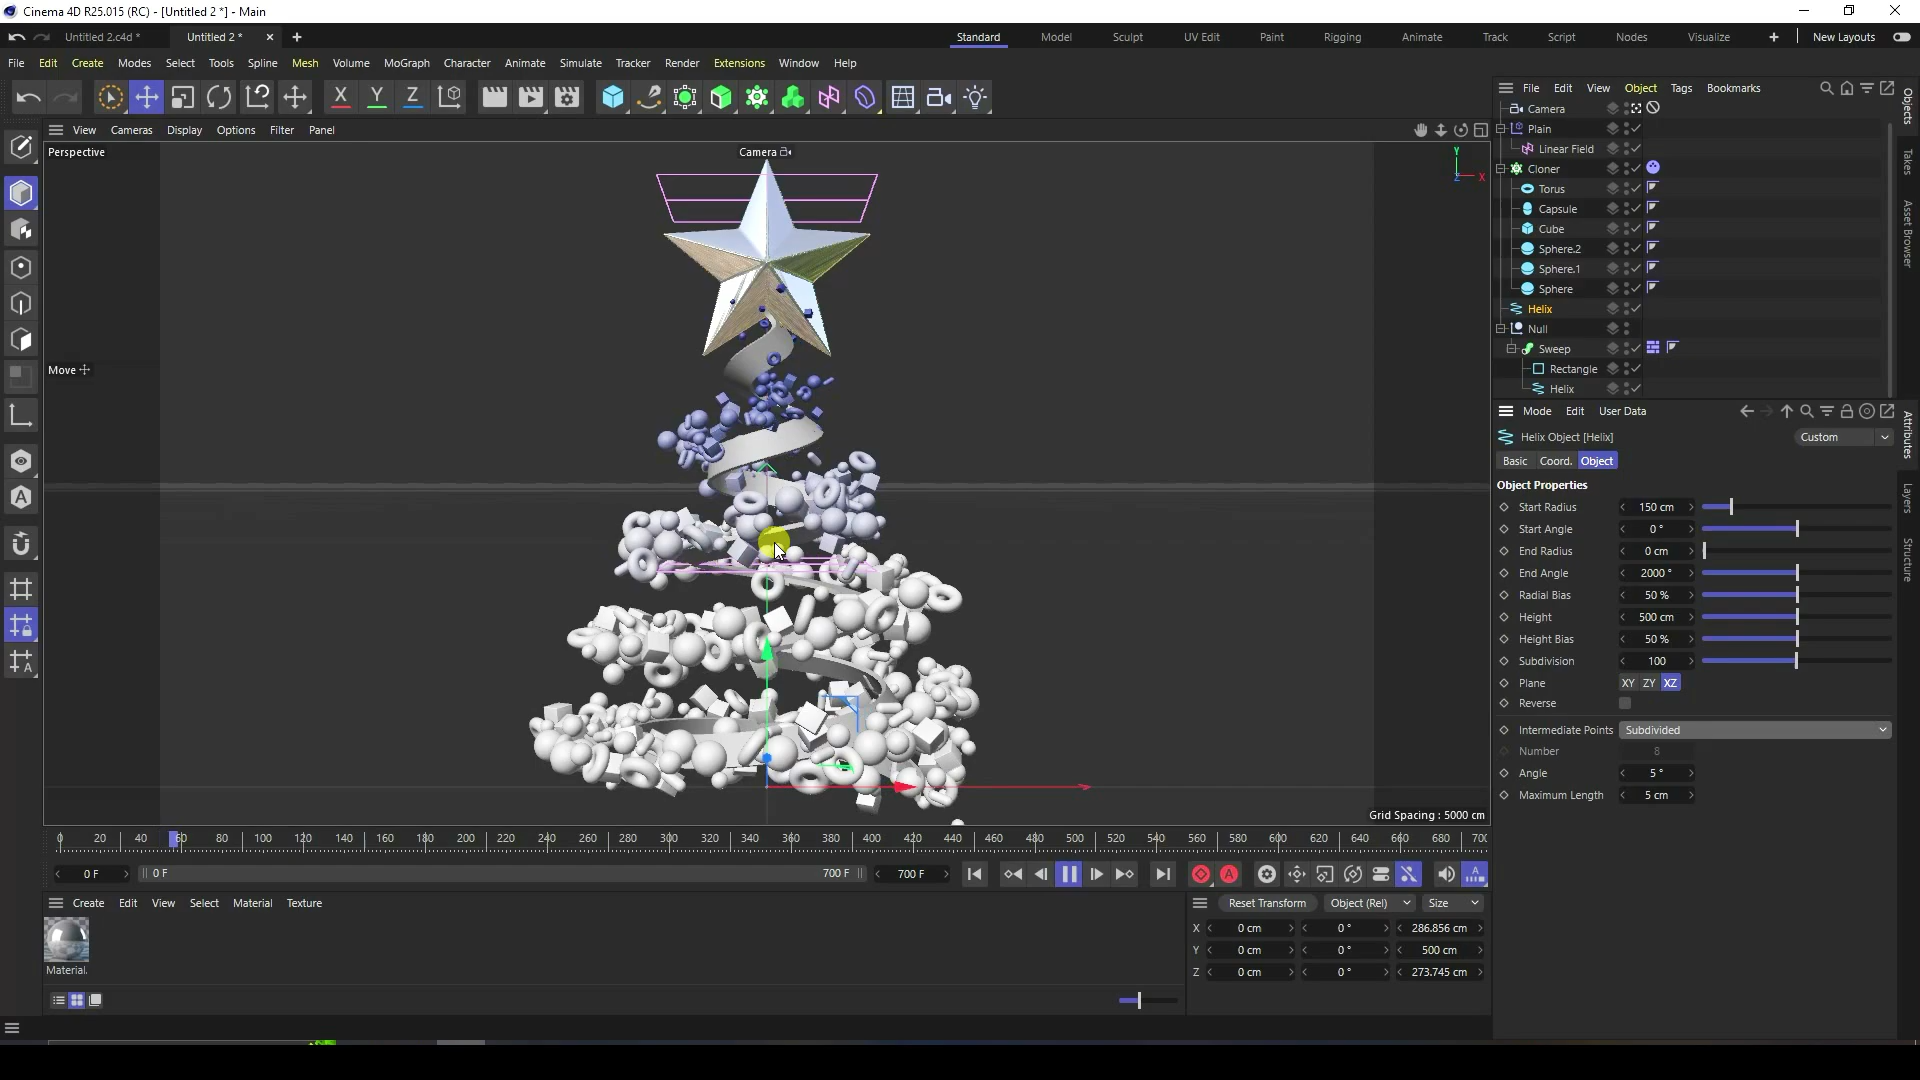 Cinema 4D R25.015 (RC) - [Untitled 2 *] - Main
Untitled 2.c4d *
Untitled 2 *
Standard Model Sculpt UV Edit Paint Rigging Animate Track Script Nodes Visualize New Layouts
File Edit Create Modes Select Tools Spline Mesh Volume MoGraph Character Animate Simulate Tracker Render Extensions Window Help
X Y Z
File Edit View Object Tags Bookmarks
View Cameras Display Options Filter Panel
Perspective
Camera
Y
X
Z
Move
Camera
Plain
Linear Field
Cloner
Torus
Capsule
Cube
Sphere.2
Sphere.1
Sphere
Helix
Null
Sweep
Rectangle
Helix
Objects
Takes
Asset Browser
Mode Edit User Data
Helix Object [Helix]
Custom
Basic Coord. Object
Object Properties
Start Radius 150 cm
Start Angle 0 °
End Radius 0 cm
End Angle 2000 °
Radial Bias 50 %
Height 500 cm
Height Bias 50 %
Subdivision 100
Plane XY ZY XZ
Reverse
Intermediate Points Subdivided
Number 8
Angle 5 °
Maximum Length 5 cm
Attributes
Layers
Structure
Grid Spacing : 5000 cm
0 20 40 60 80 100 120 140 160 180 200 220 240 260 280 300 320 340 360 380 400 420 440 460 480 500 520 540 560 580 600 620 640 660 680 700
0 F 0 F 700 F 700 F
Create Edit View Select Material Texture
Material.
Reset Transform Object (Rel) Size
X 0 cm 0 ° 286.856 cm
Y 0 cm 0 ° 500 cm
Z 0 cm 0 ° 273.745 cm